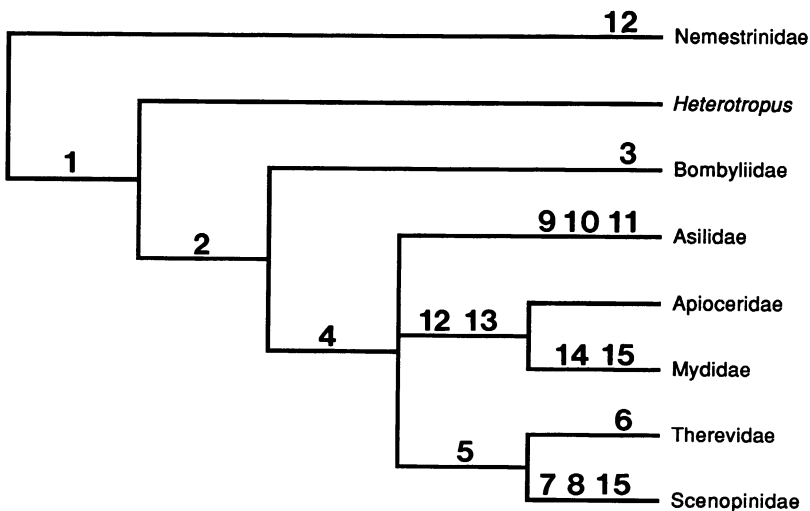 12 Nemestrinidae
Heterotropus
1
3 Bombyliidae
2
9 10 11 Asilidae
12 13 Apioceridae
4
14 15 Mydidae
6 Therevidae
5
7 8 15 Scenopinidae